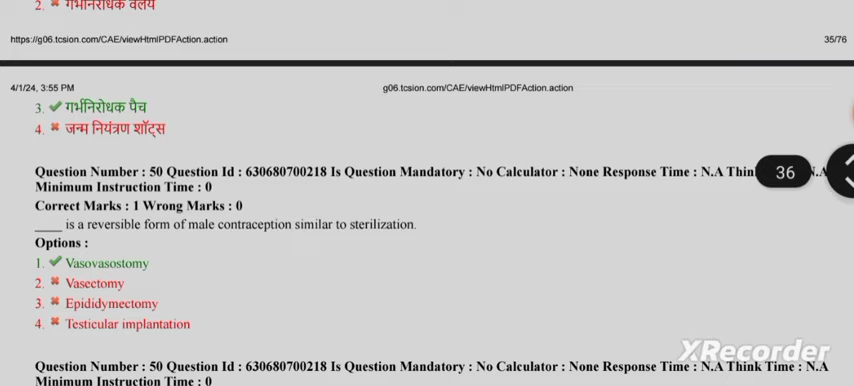 2. गर्भनिरोधक वलय
https://g06.tcsion.com/CAE/viewHtmlPDFAction.action 35/76
4/1/24, 3:55 PM g06.tcsion.com/CAE/viewHtmlPDFAction.action
3. गर्भनिरोधक पैच
4. जन्म नियंत्रण शॉट्स
Question Number : 50 Question Id : 630680700218 Is Question Mandatory : No Calculator : None Response Time : N.A Thin 36 N.A
Minimum Instruction Time : 0
Correct Marks : 1 Wrong Marks : 0
____ is a reversible form of male contraception similar to sterilization.
Options :
1. Vasovasostomy
2. Vasectomy
3. Epididymectomy
4. Testicular implantation
XRecorder
Question Number : 50 Question Id : 630680700218 Is Question Mandatory : No Calculator : None Response Time : N.A Think Time : N.A
Minimum Instruction Time : 0